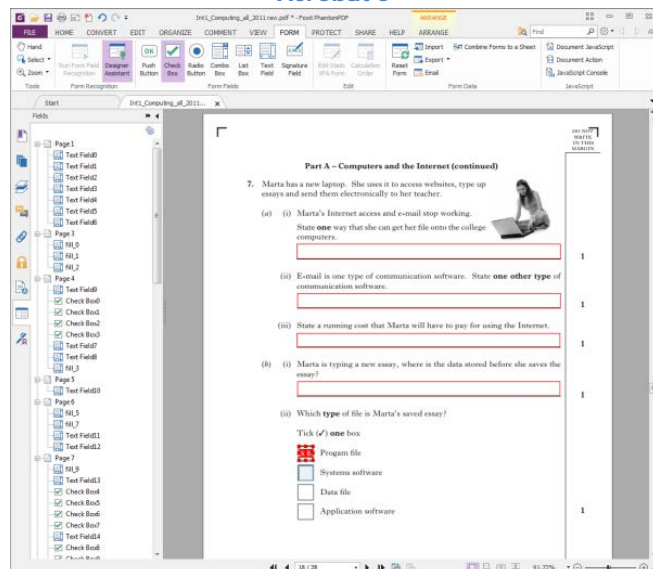 Int1_Computing_all_2011 raw.pdf * - Foxit PhantomPDF
ARRANGE
FILE HOME CONVERT EDIT ORGANIZE COMMENT VIEW FORM PROTECT SHARE HELP ARRANGE
Find
Hand
Select
Zoom
Run Form Field Recognition
Designer Assistant
Push Button
Check Box
Radio Button
Combo Box
List Box
Text Field
Signature Field
Edit Static XFA Form
Calculation Order
Reset Form
Import
Export
Email
Combine Forms to a Sheet
Document JavaScript
Document Action
JavaScript Console
Tools
Form Recognition
Form Fields
Edit
Form Data
JavaScript
Start
Int1_Computing_all_2011...
Fields
Page 1
Text Field0
Text Field1
Text Field2
Text Field3
Text Field4
Text Field5
Text Field6
Page 3
fill_0
fill_1
fill_2
Page 4
Text Field9
Check Box0
Check Box1
Check Box2
Check Box3
Text Field7
Text Field8
fill_3
Page 5
Text Field10
Page 6
fill_5
fill_7
Text Field11
Text Field12
Page 7
fill_9
Text Field13
Check Box4
Check Box5
Check Box6
Check Box7
Text Field14
Check Box8
DO NOT
WRITE
IN THIS
MARGIN
Part A – Computers and the Internet (continued)
7. Marta has a new laptop. She uses it to access websites, type up
essays and send them electronically to her teacher.
(a) (i) Marta's Internet access and e-mail stop working.
State one way that she can get her file onto the college
computers.
1
(ii) E-mail is one type of communication software. State one other type of
communication software.
1
(iii) State a running cost that Marta will have to pay for using the Internet.
1
(b) (i) Marta is typing a new essay, where is the data stored before she saves the
essay?
1
(ii) Which type of file is Marta's saved essay?
Tick (✓) one box
Progam file
Systems software
Data file
Application software
1
18 / 28
91.77%